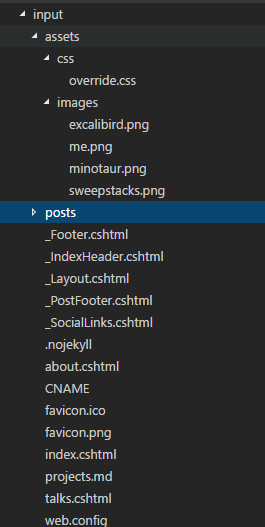 input
assets
css
override.css
images
excalibird.png
me.png
minotaur.png
sweepstacks.png
posts
_Footer.cshtml
_IndexHeader.cshtml
_Layout.cshtml
_PostFooter.cshtml
_SocialLinks.cshtml
.nojekyll
about.cshtml
CNAME
favicon.ico
favicon.png
index.cshtml
projects.md
talks.cshtml
web.config